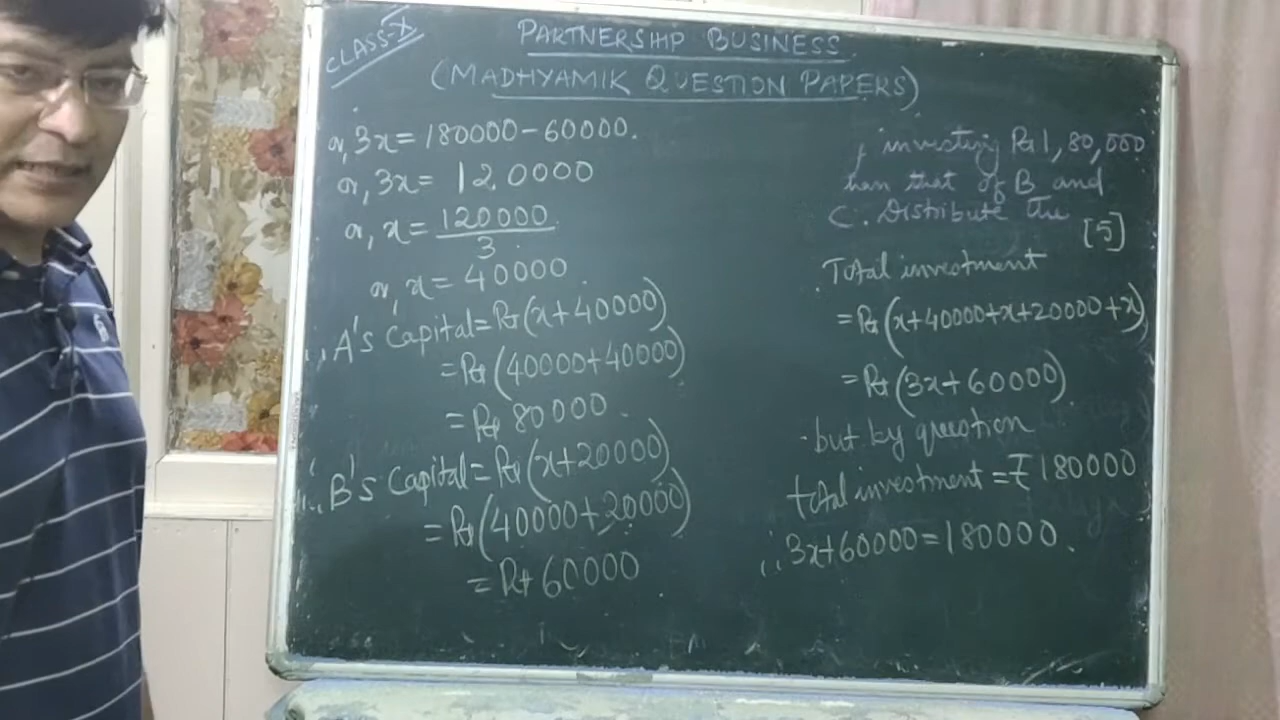 CLASS-X
PARTNERSHIP BUSINESS
(MADHYAMIK QUESTION PAPERS)
or, 3x = 180000 - 60000.
or, 3x = 120000
or, x = 120000/3
or, x = 40000
∴ A's Capital = Rs (x+40000)
= Rs (40000+40000)
= Rs 80000.
∴ B's Capital = Rs (x+20000)
= Rs (40000+20000)
= Rs 60000
investing Rs 1,80,000
han that of B and
C. Distribute the
[5]
Total investment
= Rs (x+40000+x+20000+x)
= Rs (3x+60000)
but by question
total investment = ₹180000
∴ 3x+60000 = 180000.